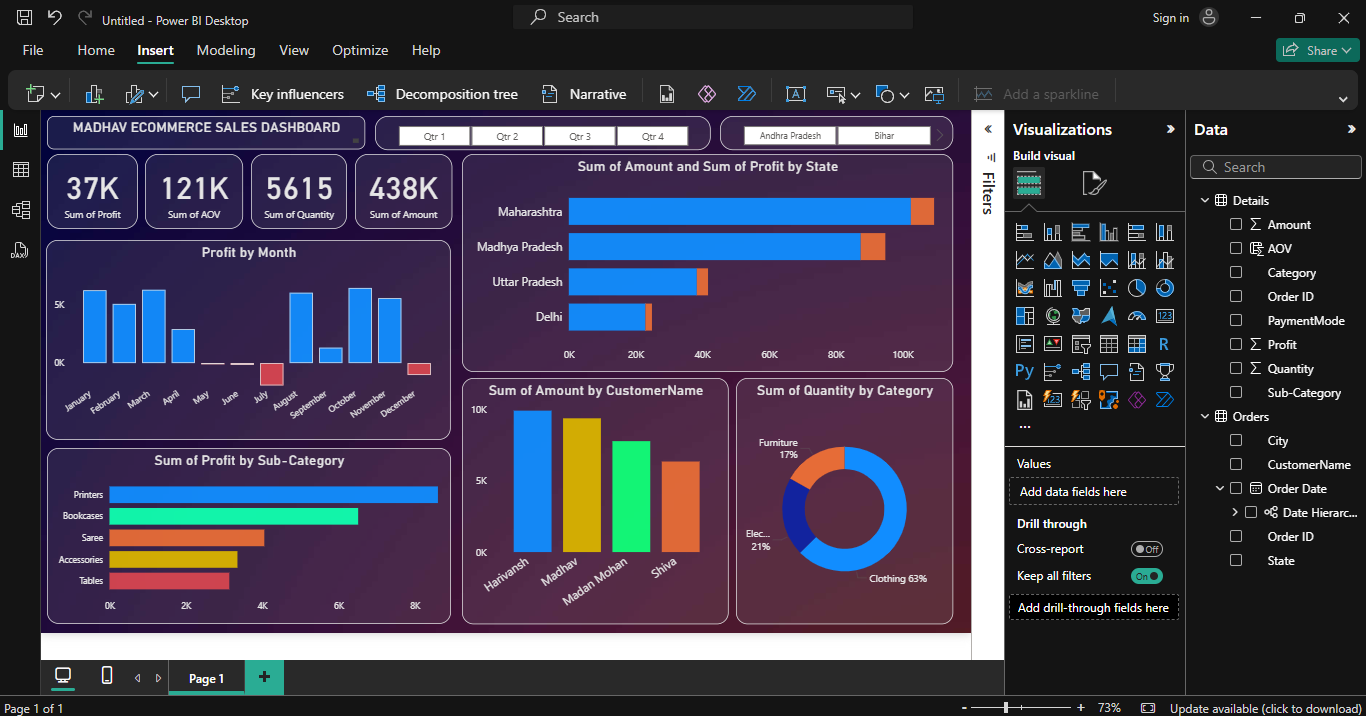 Untitled - Power BI Desktop
Search
Sign in
File Home Insert Modeling View Optimize Help
Share
Key influencers
Decomposition tree
Narrative
Add a sparkline
MADHAV ECOMMERCE SALES DASHBOARD
Qtr 1 Qtr 2 Qtr 3 Qtr 4
Andhra Pradesh Bihar
37K
Sum of Profit
121K
Sum of AOV
5615
Sum of Quantity
438K
Sum of Amount
Profit by Month
5K
0K
January February March April May June July August September October November December
Sum of Profit by Sub-Category
Printers
Bookcases
Saree
Accessories
Tables
0K 2K 4K 6K 8K
Sum of Amount and Sum of Profit by State
Maharashtra
Madhya Pradesh
Uttar Pradesh
Delhi
0K 20K 40K 60K 80K 100K
Sum of Amount by CustomerName
10K
5K
0K
Harivansh Madhav Madan Mohan Shiva
Sum of Quantity by Category
Furniture
17%
Elec...
21%
Clothing 63%
Filters
Visualizations
Build visual
123
R
Py
123
...
Values
Add data fields here
Drill through
Cross-report
Off
Keep all filters
On
Add drill-through fields here
Data
Search
Details
Amount
AOV
Category
Order ID
PaymentMode
Profit
Quantity
Sub-Category
Orders
City
CustomerName
Order Date
Date Hierarc...
Order ID
State
DAX
Page 1
+
Page 1 of 1
- + 73%
Update available (click to download)